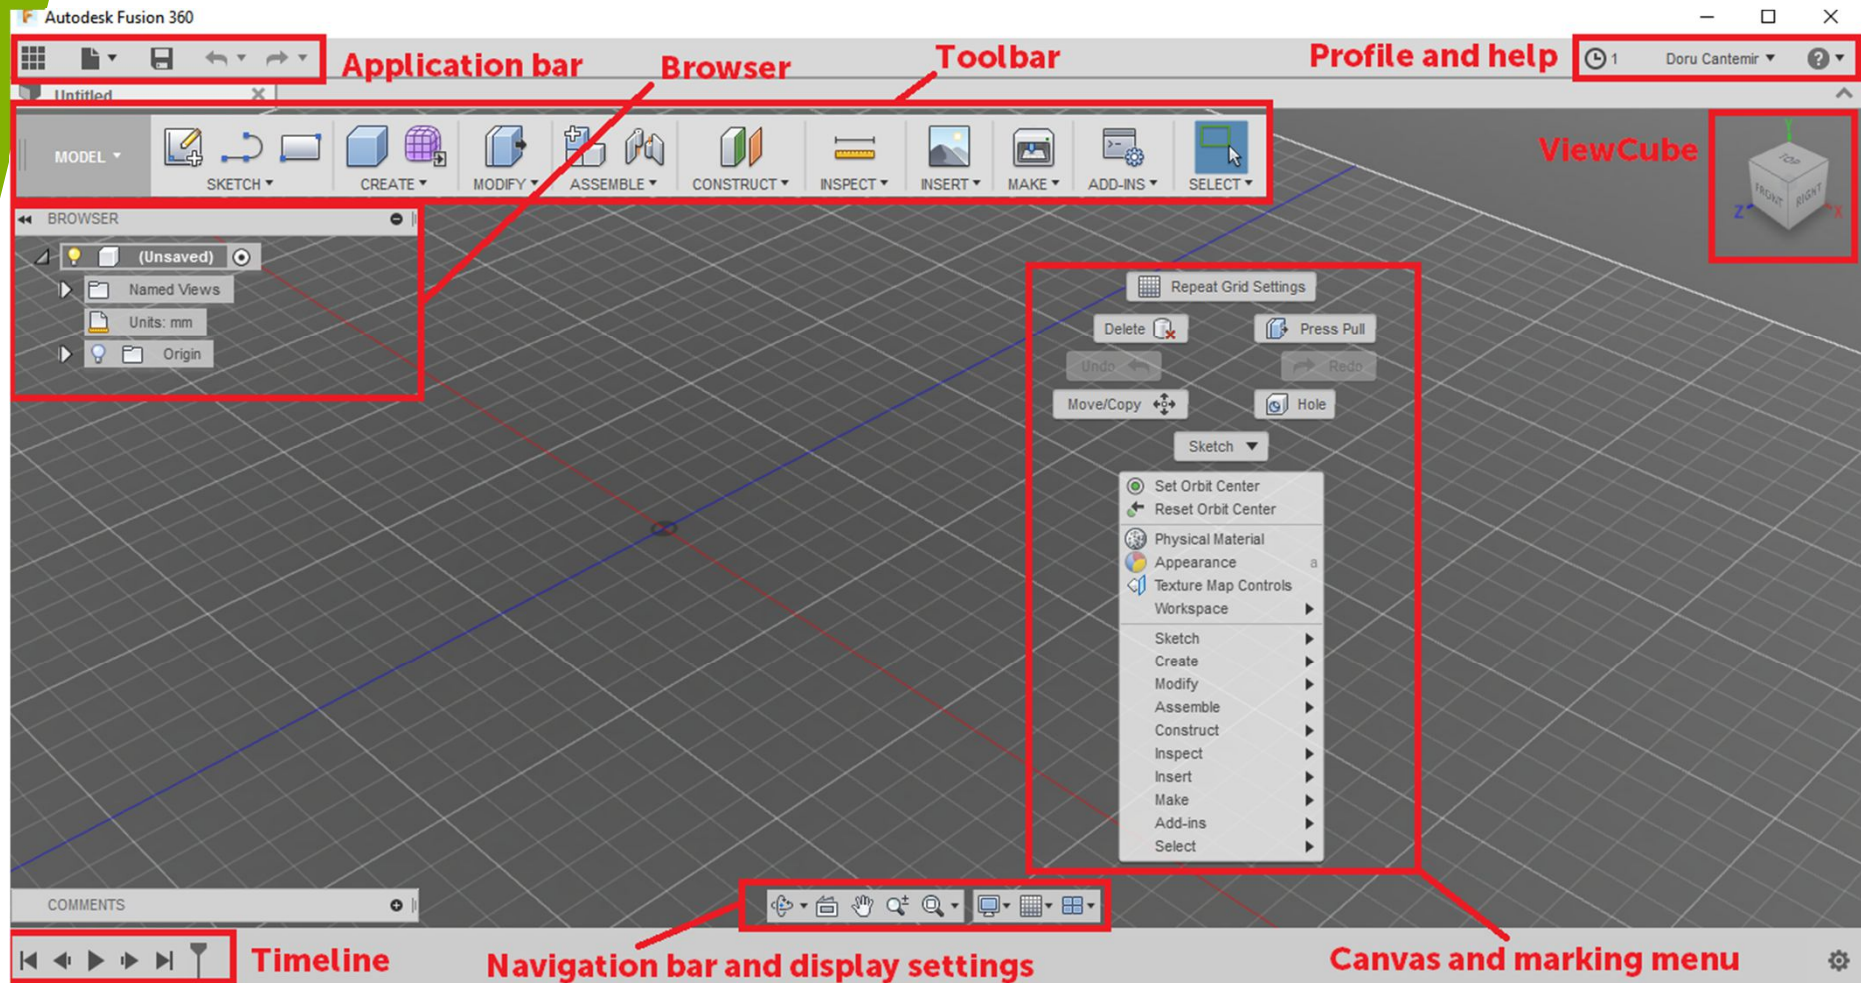 Autodesk Fusion 360
Application bar
Browser
Toolbar
Profile and help
1
Doru Cantemir
?
Untitled
MODEL
SKETCH
CREATE
MODIFY
ASSEMBLE
CONSTRUCT
INSPECT
INSERT
MAKE
ADD-INS
SELECT
ViewCube
Y
TOP
FRONT
RIGHT
Z
X
BROWSER
(Unsaved)
Named Views
Units: mm
Origin
Repeat Grid Settings
Delete
Press Pull
Undo
Redo
Move/Copy
Hole
Sketch
Set Orbit Center
Reset Orbit Center
Physical Material
Appearance a
Texture Map Controls
Workspace
Sketch
Create
Modify
Assemble
Construct
Inspect
Insert
Make
Add-ins
Select
COMMENTS
Timeline
Navigation bar and display settings
Canvas and marking menu